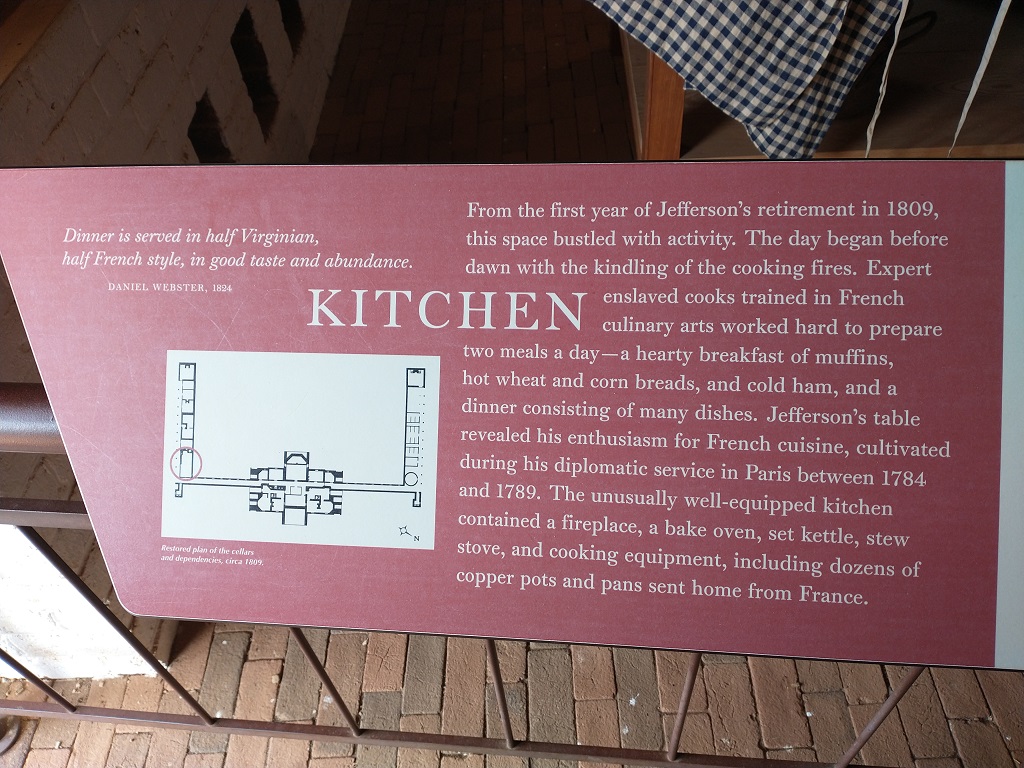 Dinner is served in half Virginian,
half French style, in good taste and abundance.
DANIEL WEBSTER, 1824
KITCHEN
From the first year of Jefferson's retirement in 1809,
this space bustled with activity. The day began before
dawn with the kindling of the cooking fires. Expert
enslaved cooks trained in French
culinary arts worked hard to prepare
two meals a day—a hearty breakfast of muffins,
hot wheat and corn breads, and cold ham, and a
dinner consisting of many dishes. Jefferson's table
revealed his enthusiasm for French cuisine, cultivated
during his diplomatic service in Paris between 1784
and 1789. The unusually well-equipped kitchen
contained a fireplace, a bake oven, set kettle, stew
stove, and cooking equipment, including dozens of
copper pots and pans sent home from France.
N
Restored plan of the cellars
and dependencies, circa 1809.